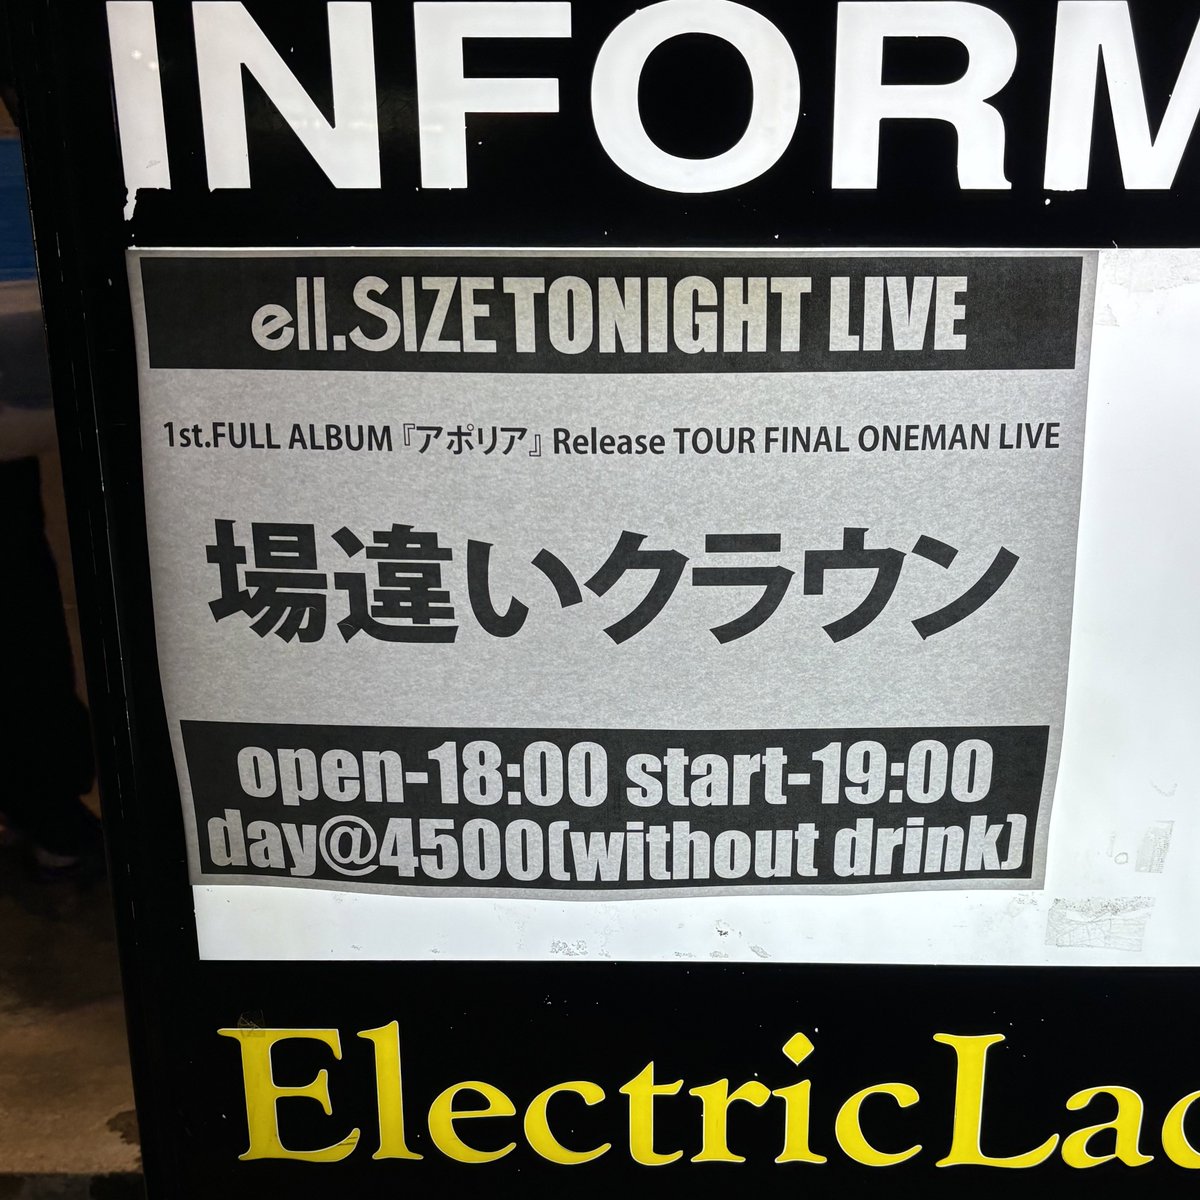 INFORM
ell.SIZE TONIGHT LIVE
1st.FULL ALBUM『アポリア』Release TOUR FINAL ONEMAN LIVE
場違いクラウン
open-18:00 start-19:00
day@4500(without drink)
ElectricLad